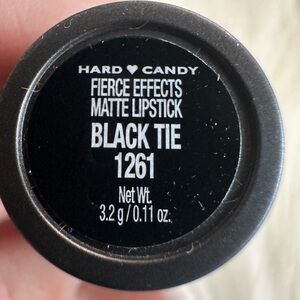 HARD ♥ CANDY
FIERCE EFFECTS
MATTE LIPSTICK
BLACK TIE
1261
Net Wt.
3.2 g / 0.11 oz.